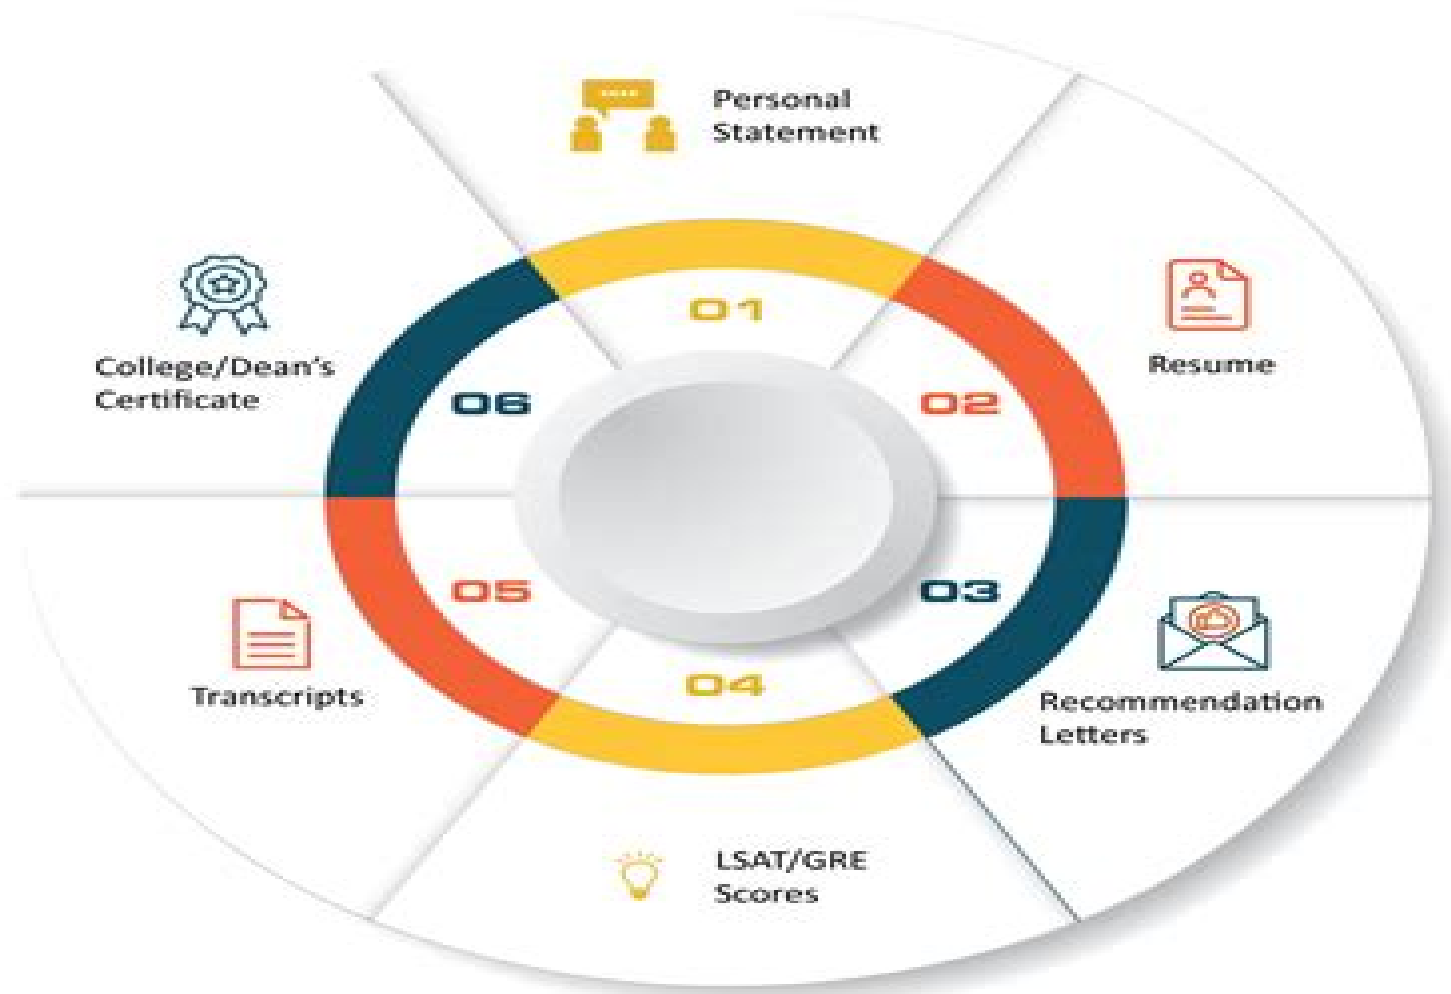 Personal
Statement
01
Resume
02
Recommendation
Letters
03
LSAT/GRE
Scores
04
Transcripts
05
College/Dean's
Certificate
06